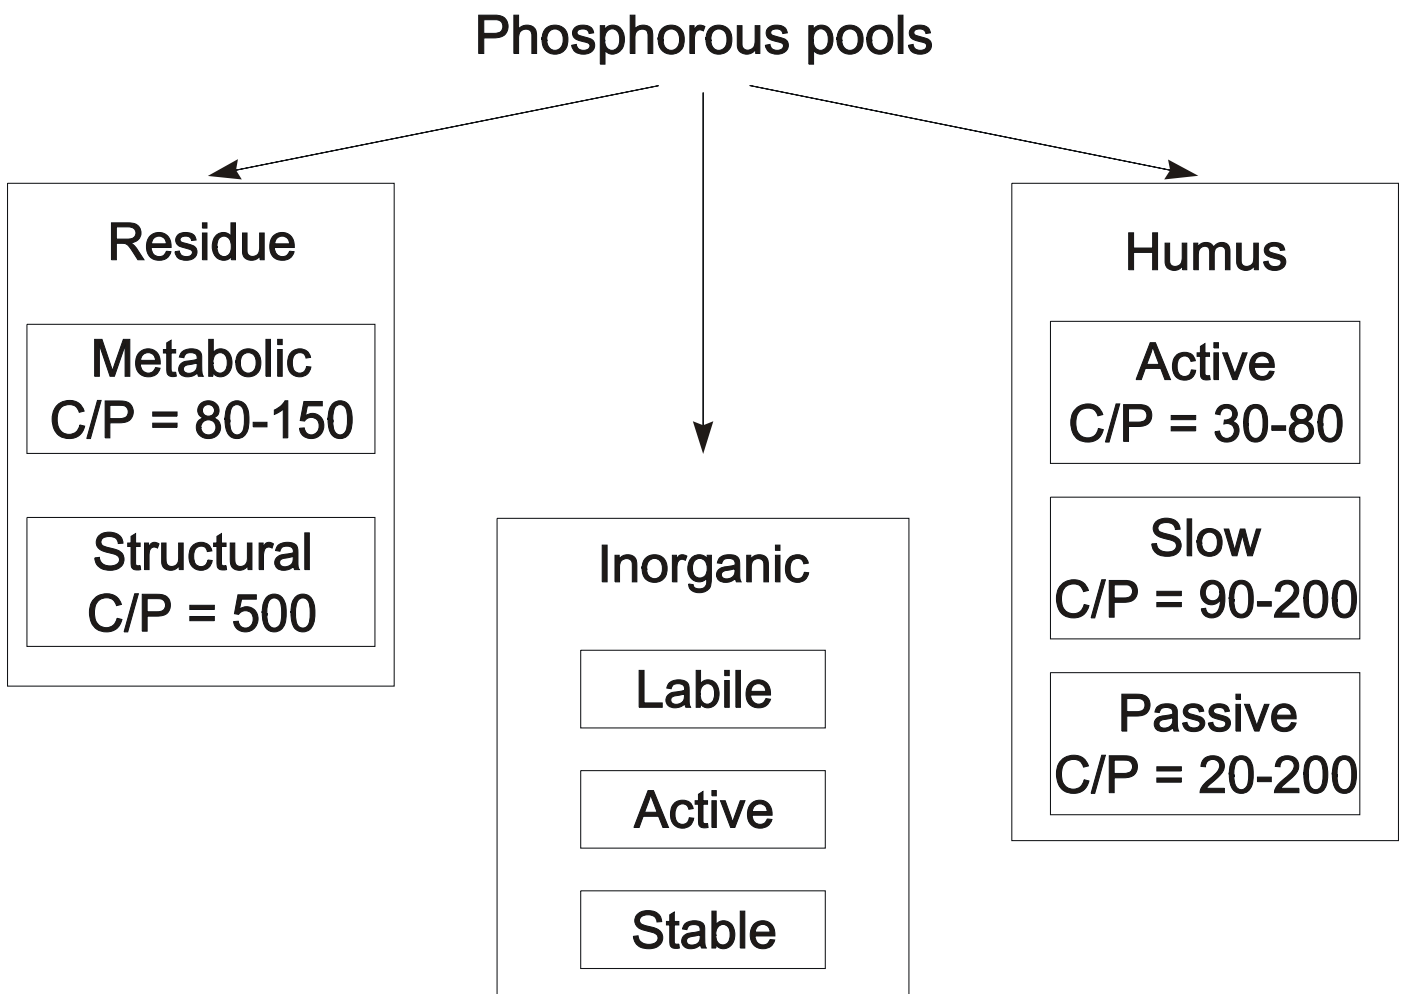 Phosphorous pools
Residue
Metabolic
C/P = 80-150
Structural
C/P = 500
Inorganic
Labile
Active
Stable
Humus
Active
C/P = 30-80
Slow
C/P = 90-200
Passive
C/P = 20-200